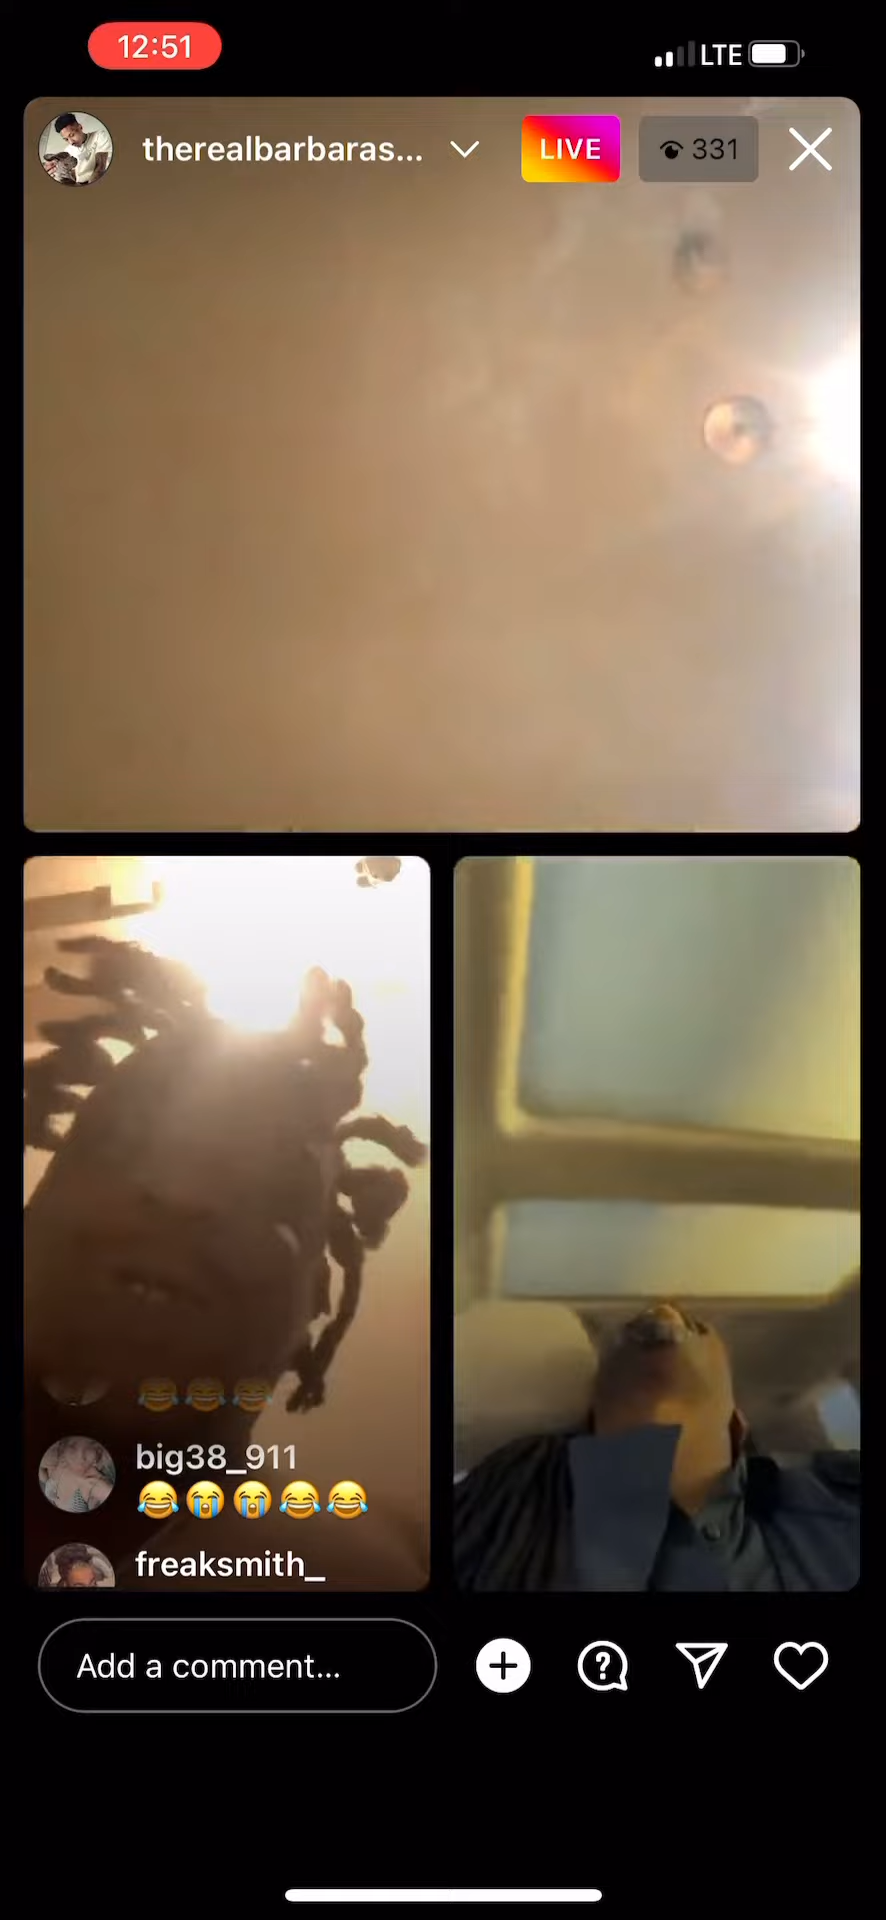 12:51
LTE
therealbarbaras...
LIVE
331
😂😂😂
big38_911
😂😭😭😂😂
freaksmith_
Add a comment...